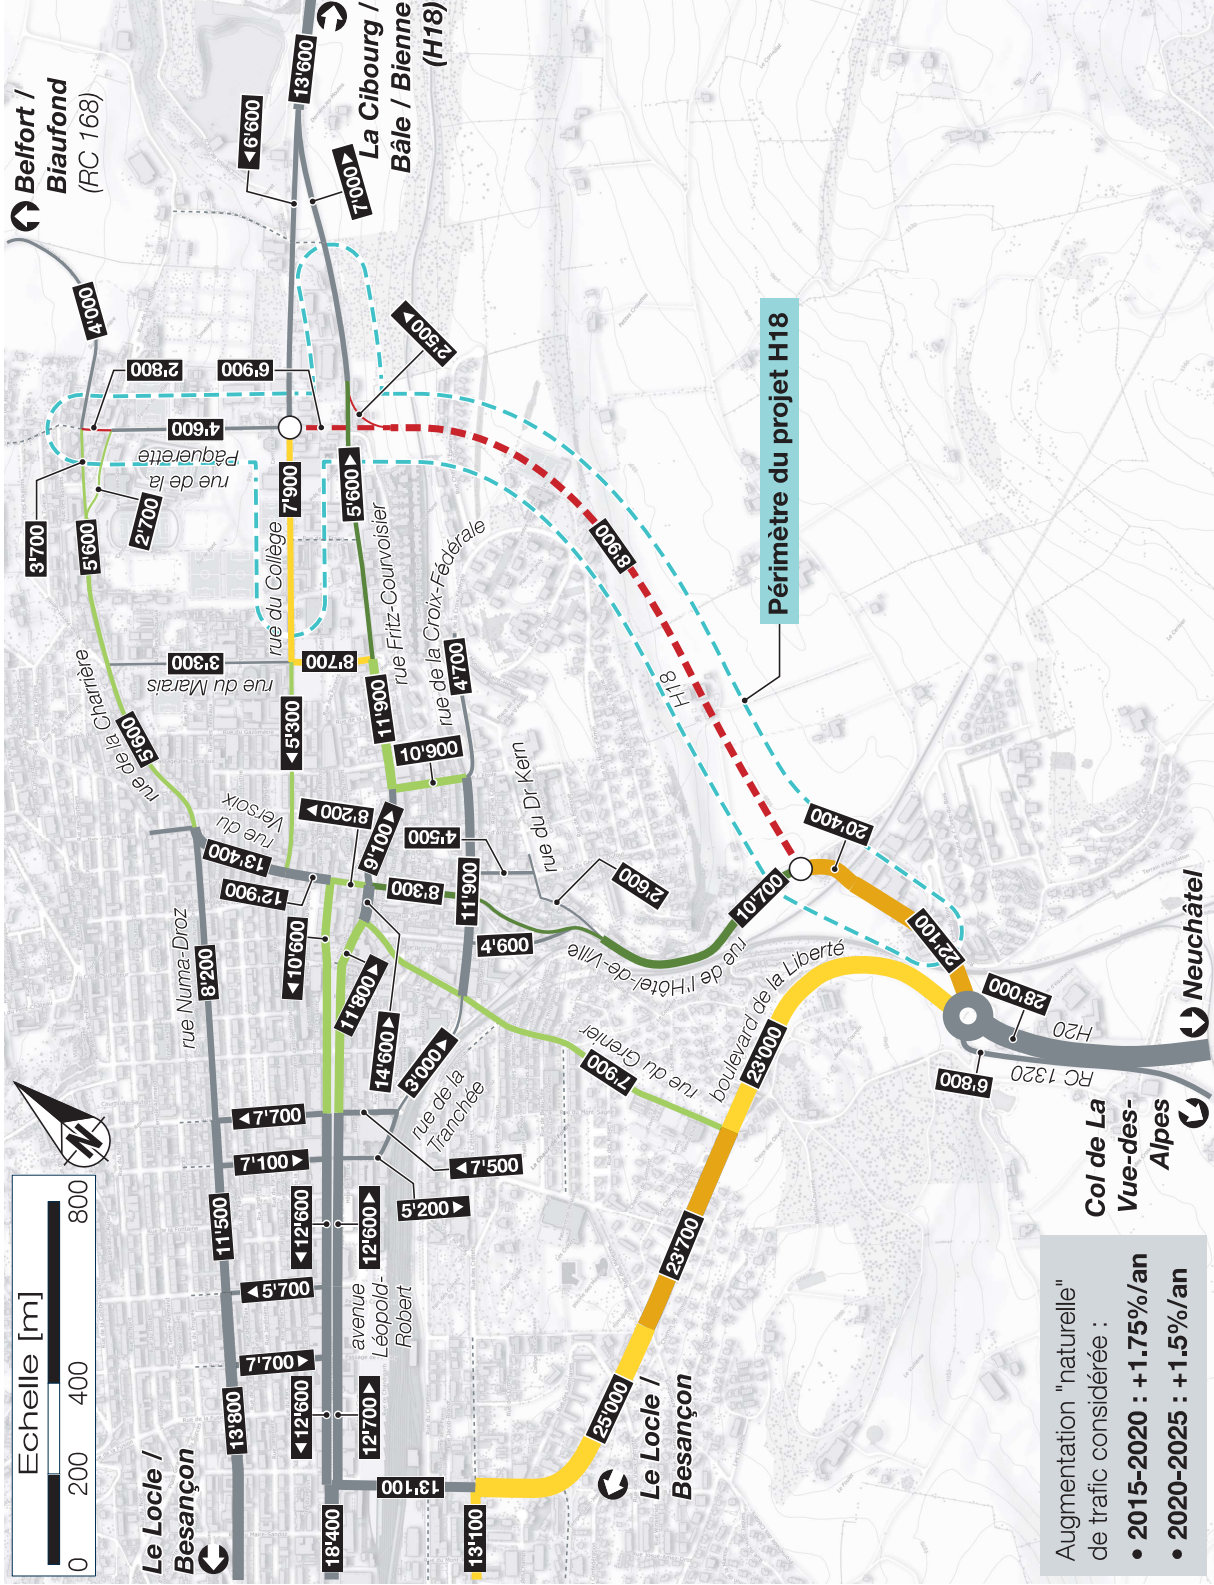 Belfort /
Biaufond
(RC 168)
La Cibourg /
Bâle / Bienne
(H18)
13'600
◀6'600
7'000▶
4'000
2'800
6'900
2'500▶
4'600
rue de la
Pâquerette
3'700
2'700
5'600
7'900
5'600▶
rue du Collège
rue Fritz-Courvoisier
rue de la Croix-Fédérale
8'900
Périmètre du projet H18
H18
rue de la Charrière
5'600
3'300
rue du Marais
8'700
◀5'300
11'900
10'900
4'700
rue du
Versoix
13'400
12'900
8'200▶
9'100▶
4'500
rue du Dr Kern
8'300
11'900
2'600
4'600
10'700
20'400
22'100
rue de l'Hôtel-de-Ville
rue Numa-Droz
8'200
◀10'600
11'800▶
14'600▶
3'000▶
rue de la
Tranchée
rue du Grenier
7'900
boulevard de la Liberté
23'000
28'000
H20
RC 1320
6'800
Neuchâtel
Col de La
Vue-des-
Alpes
◀7'700
7'100▶
◀7'500
5'200◀
11'500
◀12'600
12'600▶
◀5'700
avenue
Léopold-
Robert
7'700▶
13'800
◀12'600
12'700▶
23'700
25'000
Le Locle /
Besançon
13'100
18'400
13'100
Le Locle /
Besançon
N
Echelle [m]
0 200 400 800
Augmentation "naturelle"
de trafic considérée :
• 2015-2020 : +1.75%/an
• 2020-2025 : +1.5%/an